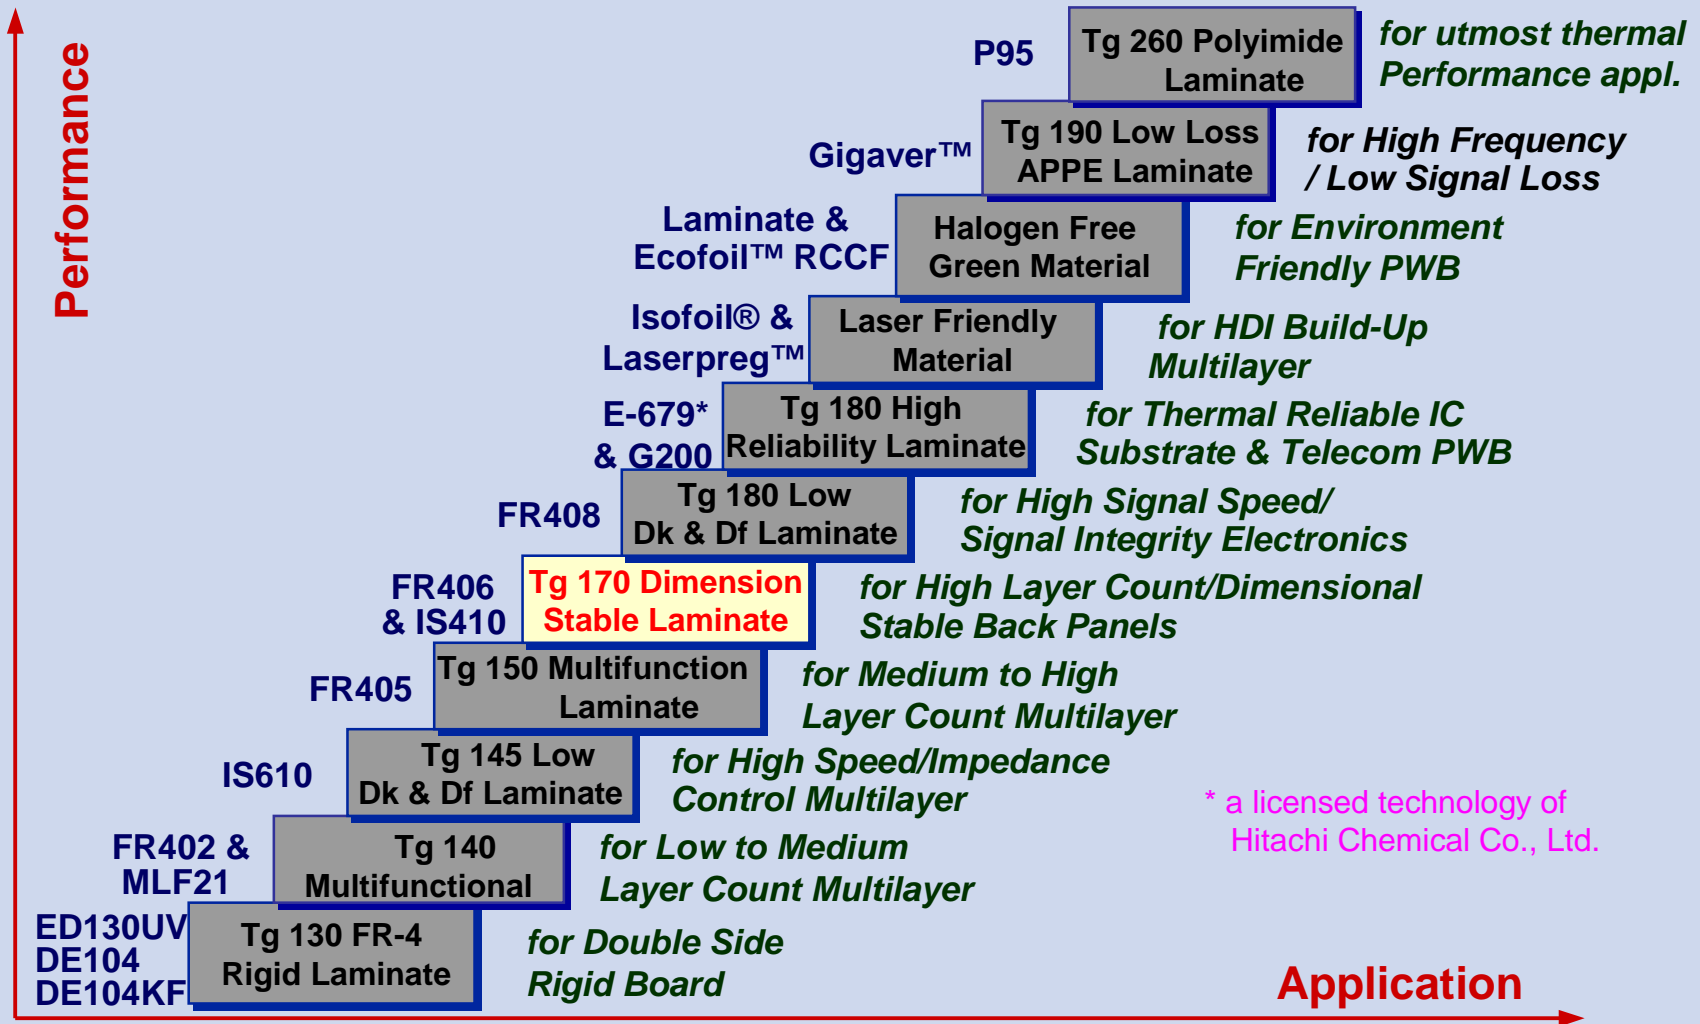 Performance
P95
Tg 260 Polyimide
Laminate
for utmost thermal
Performance appl.
Gigaver™
Tg 190 Low Loss
APPE Laminate
for High Frequency
/ Low Signal Loss
Laminate &
Ecofoil™ RCCF
Halogen Free
Green Material
for Environment
Friendly PWB
Isofoil® &
Laserpreg™
Laser Friendly
Material
for HDI Build-Up
Multilayer
E-679*
& G200
Tg 180 High
Reliability Laminate
for Thermal Reliable IC
Substrate & Telecom PWB
FR408
Tg 180 Low
Dk & Df Laminate
for High Signal Speed/
Signal Integrity Electronics
FR406
& IS410
Tg 170 Dimension
Stable Laminate
for High Layer Count/Dimensional
Stable Back Panels
FR405
Tg 150 Multifunction
Laminate
for Medium to High
Layer Count Multilayer
IS610
Tg 145 Low
Dk & Df Laminate
for High Speed/Impedance
Control Multilayer
* a licensed technology of
Hitachi Chemical Co., Ltd.
FR402 &
MLF21
Tg 140
Multifunctional
for Low to Medium
Layer Count Multilayer
ED130UV
DE104
DE104KF
Tg 130 FR-4
Rigid Laminate
for Double Side
Rigid Board
Application